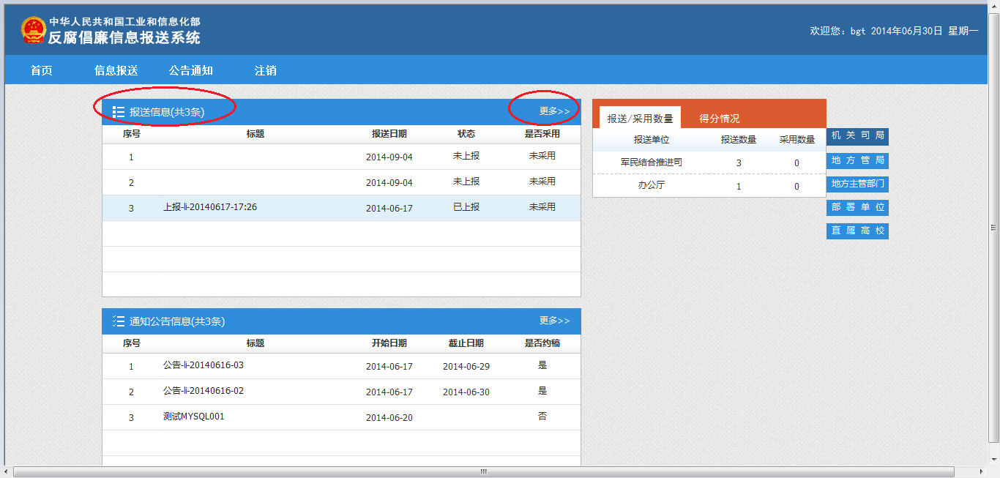 中华人民共和国工业和信息化部
反腐倡廉信息报送系统
欢迎您：bgt 2014年06月30日 星期一
首页 信息报送 公告通知 注销
报送信息(共3条) 更多>>
序号 标题 报送日期 状态 是否采用
1 2014-09-04 未上报 未采用
2 2014-09-04 未上报 未采用
3 上报-li-20140617-17:26 2014-06-17 已上报 未采用
通知公告信息(共3条) 更多>>
序号 标题 开始日期 截止日期 是否约稿
1 公告-li-20140616-03 2014-06-17 2014-06-29 是
2 公告-li-20140616-02 2014-06-17 2014-06-30 是
3 测试MYSQL001 2014-06-20 否
报送/采用数量 得分情况
报送单位 报送数量 采用数量
军民结合推进司 3 0
办公厅 1 0
机关司局
地方管局
地方主管部门
部署单位
直属高校